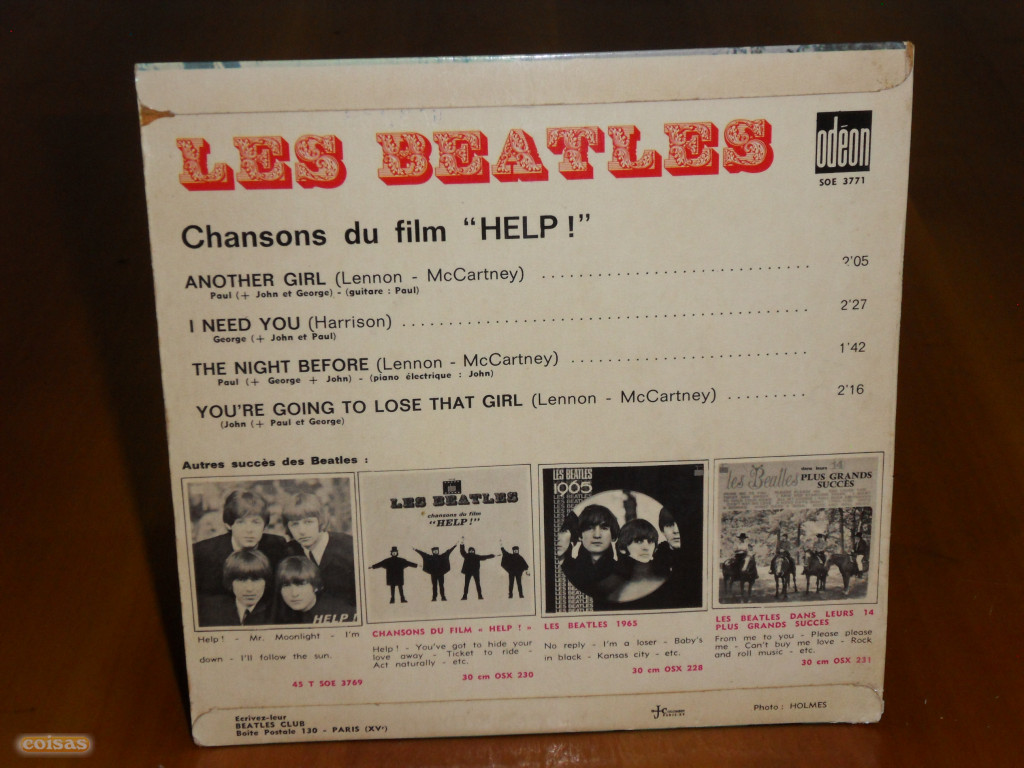 LES BEATLES
odéon
SOE 3771
Chansons du film “HELP !”
ANOTHER GIRL (Lennon - McCartney) ............................ 2'05
Paul (+ John et George) - (guitare : Paul)
I NEED YOU (Harrison) ........................................ 2'27
George (+ John et Paul)
THE NIGHT BEFORE (Lennon - McCartney) ......................... 1'42
Paul (+ George + John) - (piano électrique : John)
YOU'RE GOING TO LOSE THAT GIRL (Lennon - McCartney) ......... 2'16
(John (+ Paul et George)
Autres succès des Beatles :
HELP !
Help ! - Mr. Moonlight - I'm
down - I'll follow the sun.
45 T SOE 3769
LES BEATLES
chansons du film
"HELP !"
CHANSONS DU FILM « HELP ! »
Help ! - You've got to hide your
love away - Ticket to ride -
Act naturally - etc.
30 cm OSX 230
LES BEATLES
1965
LES BEATLES 1965
No reply - I'm a loser - Baby's
in black - Kansas city - etc.
30 cm OSX 228
les Beatles
dans leurs 14
PLUS GRANDS
SUCCÈS
LES BEATLES DANS LEURS 14
PLUS GRANDS SUCCES
From me to you - Please please
me - Can't buy me love - Rock
and roll music - etc.
30 cm OSX 231
Ecrivez-leur
BEATLES CLUB
Boite Postale 130 - PARIS (XVᵉ)
Photo : HOLMES
coisas